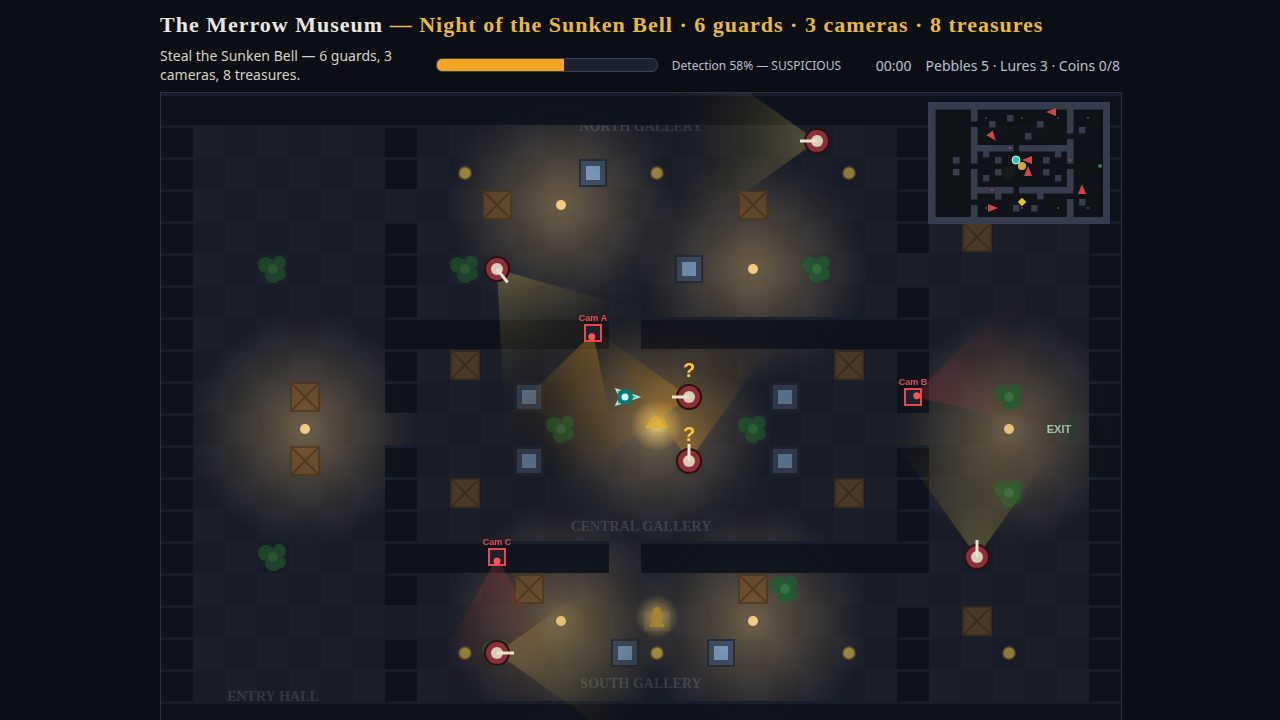 The Merrow Museum — Night of the Sunken Bell · 6 guards · 3 cameras · 8 treasures
Steal the Sunken Bell — 6 guards, 3
cameras, 8 treasures.
Detection 58% — SUSPICIOUS
00:00
Pebbles 5 · Lures 3 · Coins 0/8
NORTH GALLERY
Cam A
?
Cam B
?
EXIT
CENTRAL GALLERY
Cam C
SOUTH GALLERY
ENTRY HALL